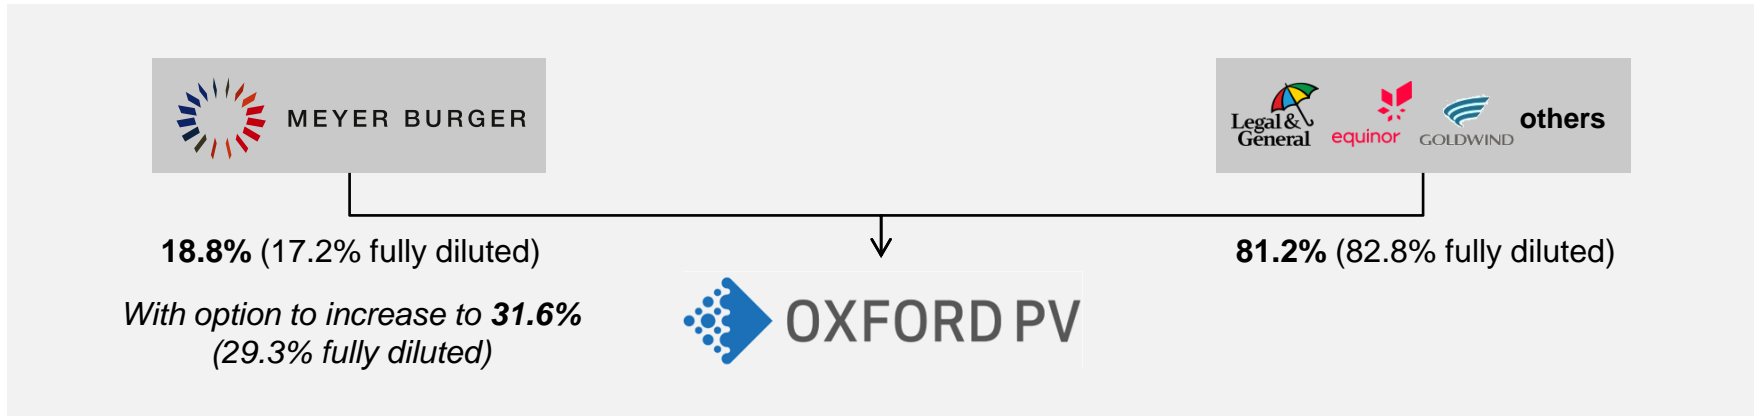 MEYER BURGER
Legal &
General
equinor
GOLDWIND
others
18.8% (17.2% fully diluted)
81.2% (82.8% fully diluted)
With option to increase to 31.6%
(29.3% fully diluted)
OXFORD PV